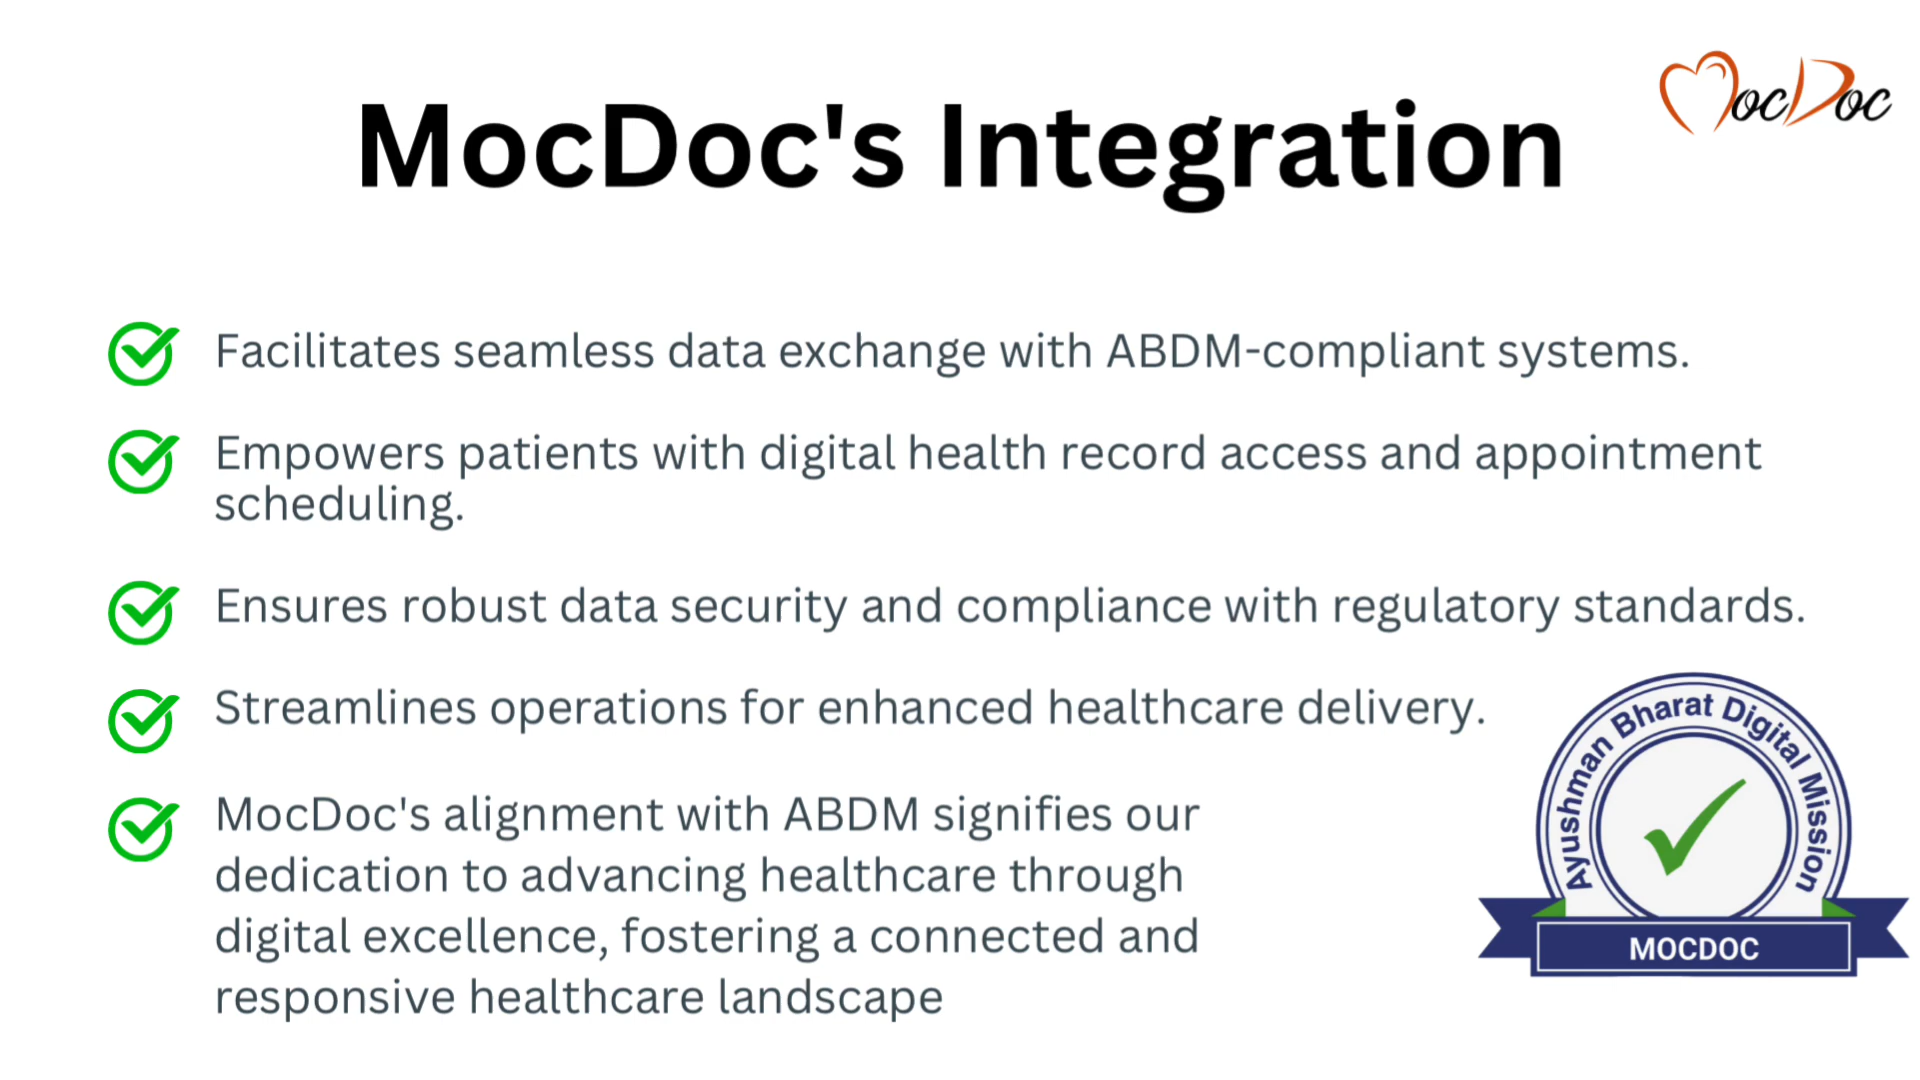 MocDoc
MocDoc's Integration
Facilitates seamless data exchange with ABDM-compliant systems.
Empowers patients with digital health record access and appointment
scheduling.
Ensures robust data security and compliance with regulatory standards.
Streamlines operations for enhanced healthcare delivery.
MocDoc's alignment with ABDM signifies our
dedication to advancing healthcare through
digital excellence, fostering a connected and
responsive healthcare landscape
Ayushman Bharat Digital Mission
MOCDOC